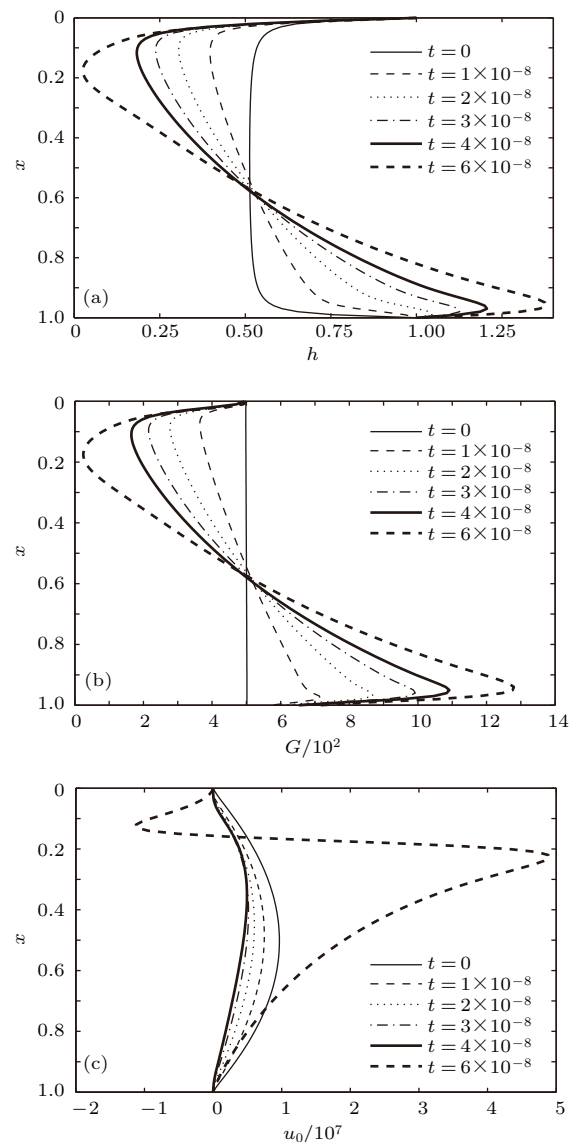 0
t=0
t=1×10⁻⁸
0.2
t=2×10⁻⁸
t=3×10⁻⁸
0.4
t=4×10⁻⁸
x
t=6×10⁻⁸
0.6
0.8
(a)
1.0
0 0.25 0.50 0.75 1.00 1.25
h
0
t=0
t=1×10⁻⁸
0.2
t=2×10⁻⁸
t=3×10⁻⁸
0.4
t=4×10⁻⁸
x
t=6×10⁻⁸
0.6
0.8
(b)
1.0
0 2 4 6 8 10 12 14
G/10²
0
0.2
0.4
x
0.6
t=0
t=1×10⁻⁸
t=2×10⁻⁸
0.8
t=3×10⁻⁸
t=4×10⁻⁸
(c)
t=6×10⁻⁸
1.0
−2 −1 0 1 2 3 4 5
u₀/10⁷